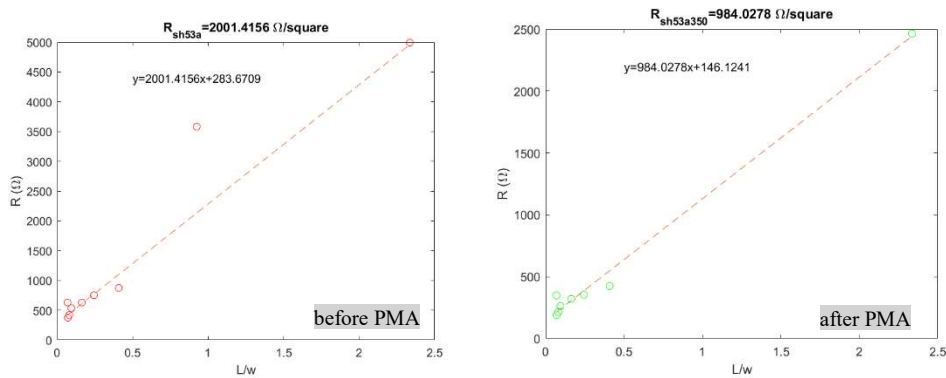 R_sh53a=2001.4156 Ω/square
5000
4500
4000
3500
3000
2500
2000
1500
1000
500
0
R (Ω)
y=2001.4156x+283.6709
before PMA
0 0.5 1 1.5 2 2.5
L/w
R_sh53a350=984.0278 Ω/square
2500
2000
1500
1000
500
0
R (Ω)
y=984.0278x+146.1241
after PMA
0 0.5 1 1.5 2 2.5
L/w